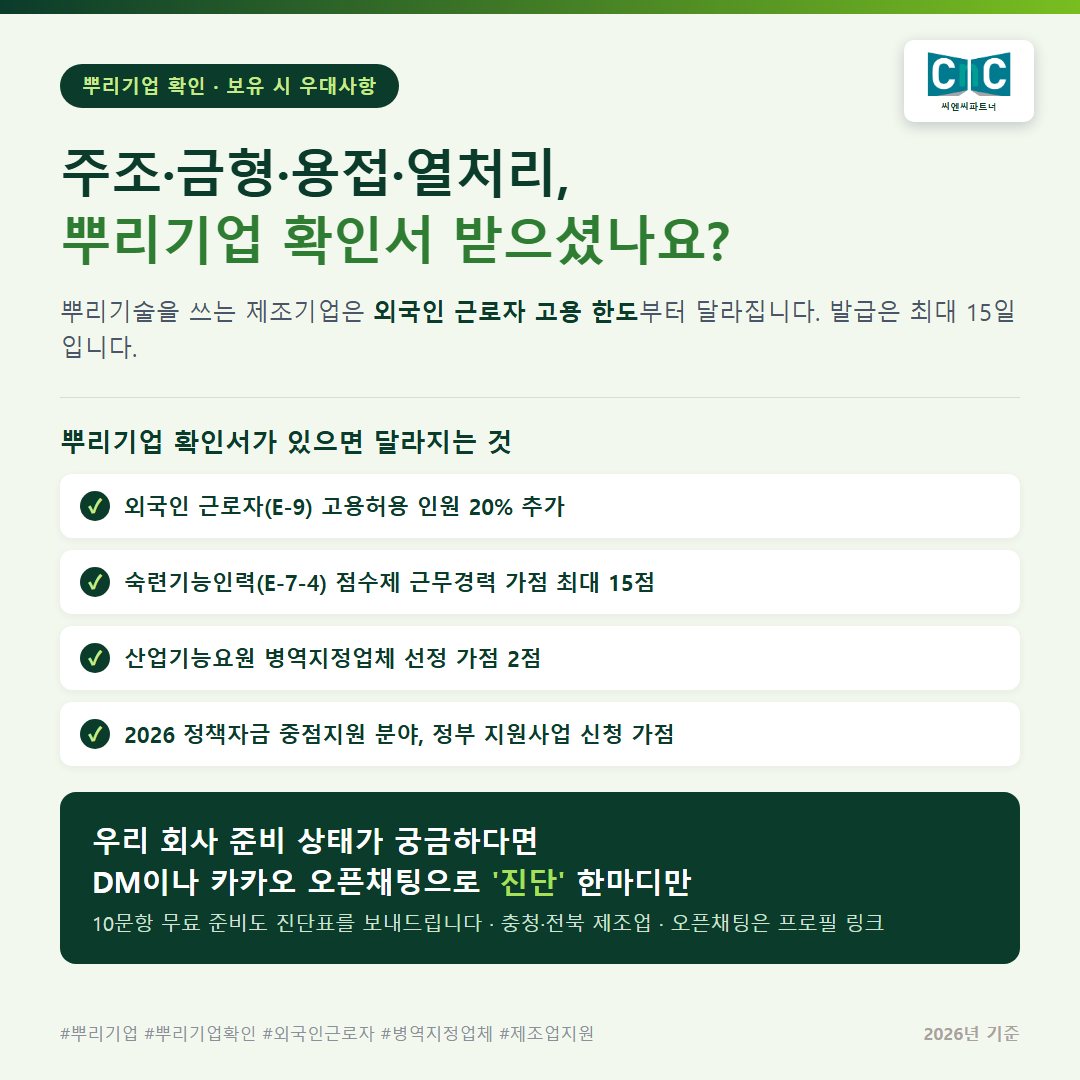 뿌리기업 확인 · 보유 시 우대사항
CnC
씨엔씨파트너
주조·금형·용접·열처리,
뿌리기업 확인서 받으셨나요?
뿌리기술을 쓰는 제조기업은 외국인 근로자 고용 한도부터 달라집니다. 발급은 최대 15일
입니다.
뿌리기업 확인서가 있으면 달라지는 것
✓ 외국인 근로자(E-9) 고용허용 인원 20% 추가
✓ 숙련기능인력(E-7-4) 점수제 근무경력 가점 최대 15점
✓ 산업기능요원 병역지정업체 선정 가점 2점
✓ 2026 정책자금 중점지원 분야, 정부 지원사업 신청 가점
우리 회사 준비 상태가 궁금하다면
DM이나 카카오 오픈채팅으로 '진단' 한마디만
10문항 무료 준비도 진단표를 보내드립니다 · 충청·전북 제조업 · 오픈채팅은 프로필 링크
#뿌리기업 #뿌리기업확인 #외국인근로자 #병역지정업체 #제조업지원
2026년 기준